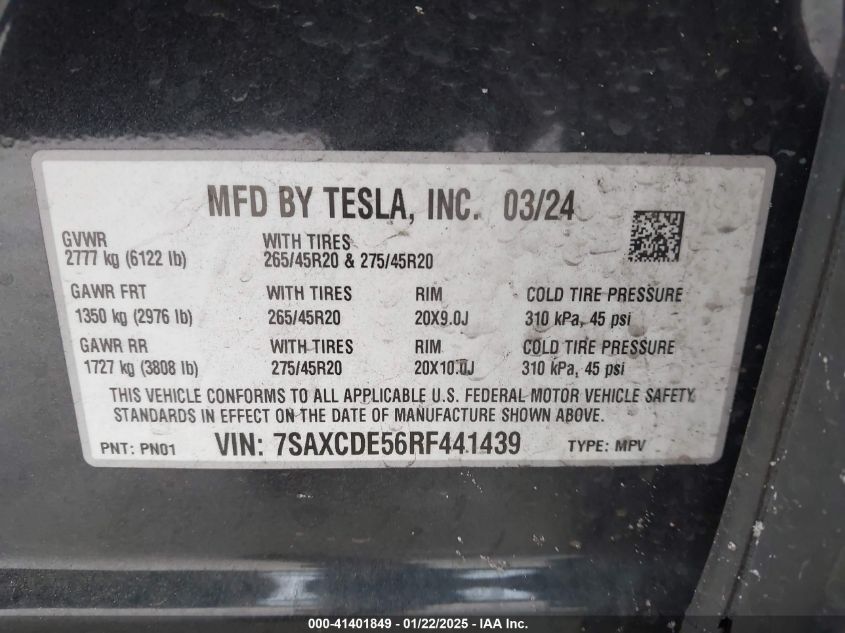 MFD BY TESLA, INC. 03/24
GVWR WITH TIRES
2777 kg (6122 lb) 265/45R20 & 275/45R20
GAWR FRT WITH TIRES RIM COLD TIRE PRESSURE
1350 kg (2976 lb) 265/45R20 20X9.0J 310 kPa, 45 psi
GAWR RR WITH TIRES RIM COLD TIRE PRESSURE
1727 kg (3808 lb) 275/45R20 20X10.0J 310 kPa, 45 psi
THIS VEHICLE CONFORMS TO ALL APPLICABLE U.S. FEDERAL MOTOR VEHICLE SAFETY
STANDARDS IN EFFECT ON THE DATE OF MANUFACTURE SHOWN ABOVE.
PNT: PN01 VIN: 7SAXCDE56RF441439 TYPE: MPV
000-41401849 - 01/22/2025 - IAA Inc.